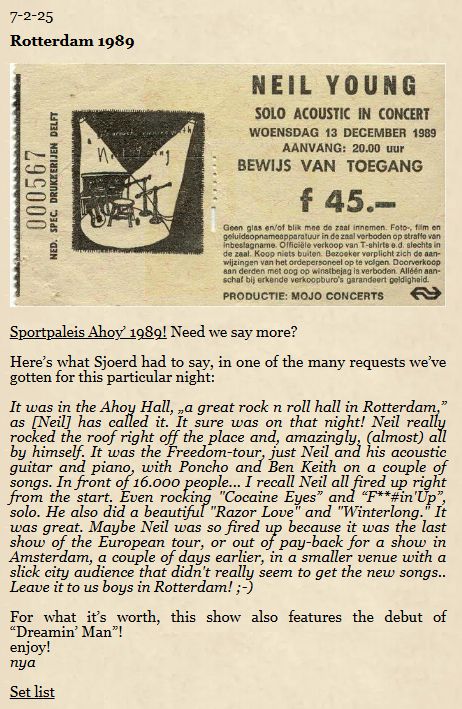 7-2-25
Rotterdam 1989
000567
NED. SPEC. DRUKZERIJEN DELFT
Neil Young
NEIL YOUNG
SOLO ACOUSTIC IN CONCERT
WOENSDAG 13 DECEMBER 1989
AANVANG: 20.00 uur
BEWIJS VAN TOEGANG
f 45.–
Geen glas en/of blik mee de zaal innemen. Foto-, film en
geluidsopnameapparatuur in de zaal verboden op straffe van
inbeslagname. Officiële verkoop van T-shirts e.d. slechts in
de zaal. Koop niets buiten. Bezoeker verplicht zich de aan-
wijzingen van het ordepersoneel op te volgen. Doorverkoop
aan derden met oog op winstbejag is verboden. Alléén aan-
schaf bij erkende verkoopburo's garandeert geldigheid.
PRODUCTIE: MOJO CONCERTS
Sportpaleis Ahoy’ 1989! Need we say more?
Here’s what Sjoerd had to say, in one of the many requests we’ve
gotten for this particular night:
It was in the Ahoy Hall, „a great rock n roll hall in Rotterdam,”
as [Neil] has called it. It sure was on that night! Neil really
rocked the roof right off the place and, amazingly, (almost) all
by himself. It was the Freedom-tour, just Neil and his acoustic
guitar and piano, with Poncho and Ben Keith on a couple of
songs. In front of 16.000 people... I recall Neil all fired up right
from the start. Even rocking "Cocaine Eyes” and “F**#in'Up”,
solo. He also did a beautiful "Razor Love" and "Winterlong." It
was great. Maybe Neil was so fired up because it was the last
show of the European tour, or out of pay-back for a show in
Amsterdam, a couple of days earlier, in a smaller venue with a
slick city audience that didn't really seem to get the new songs..
Leave it to us boys in Rotterdam! ;-)
For what it’s worth, this show also features the debut of
“Dreamin’ Man”!
enjoy!
nya
Set list